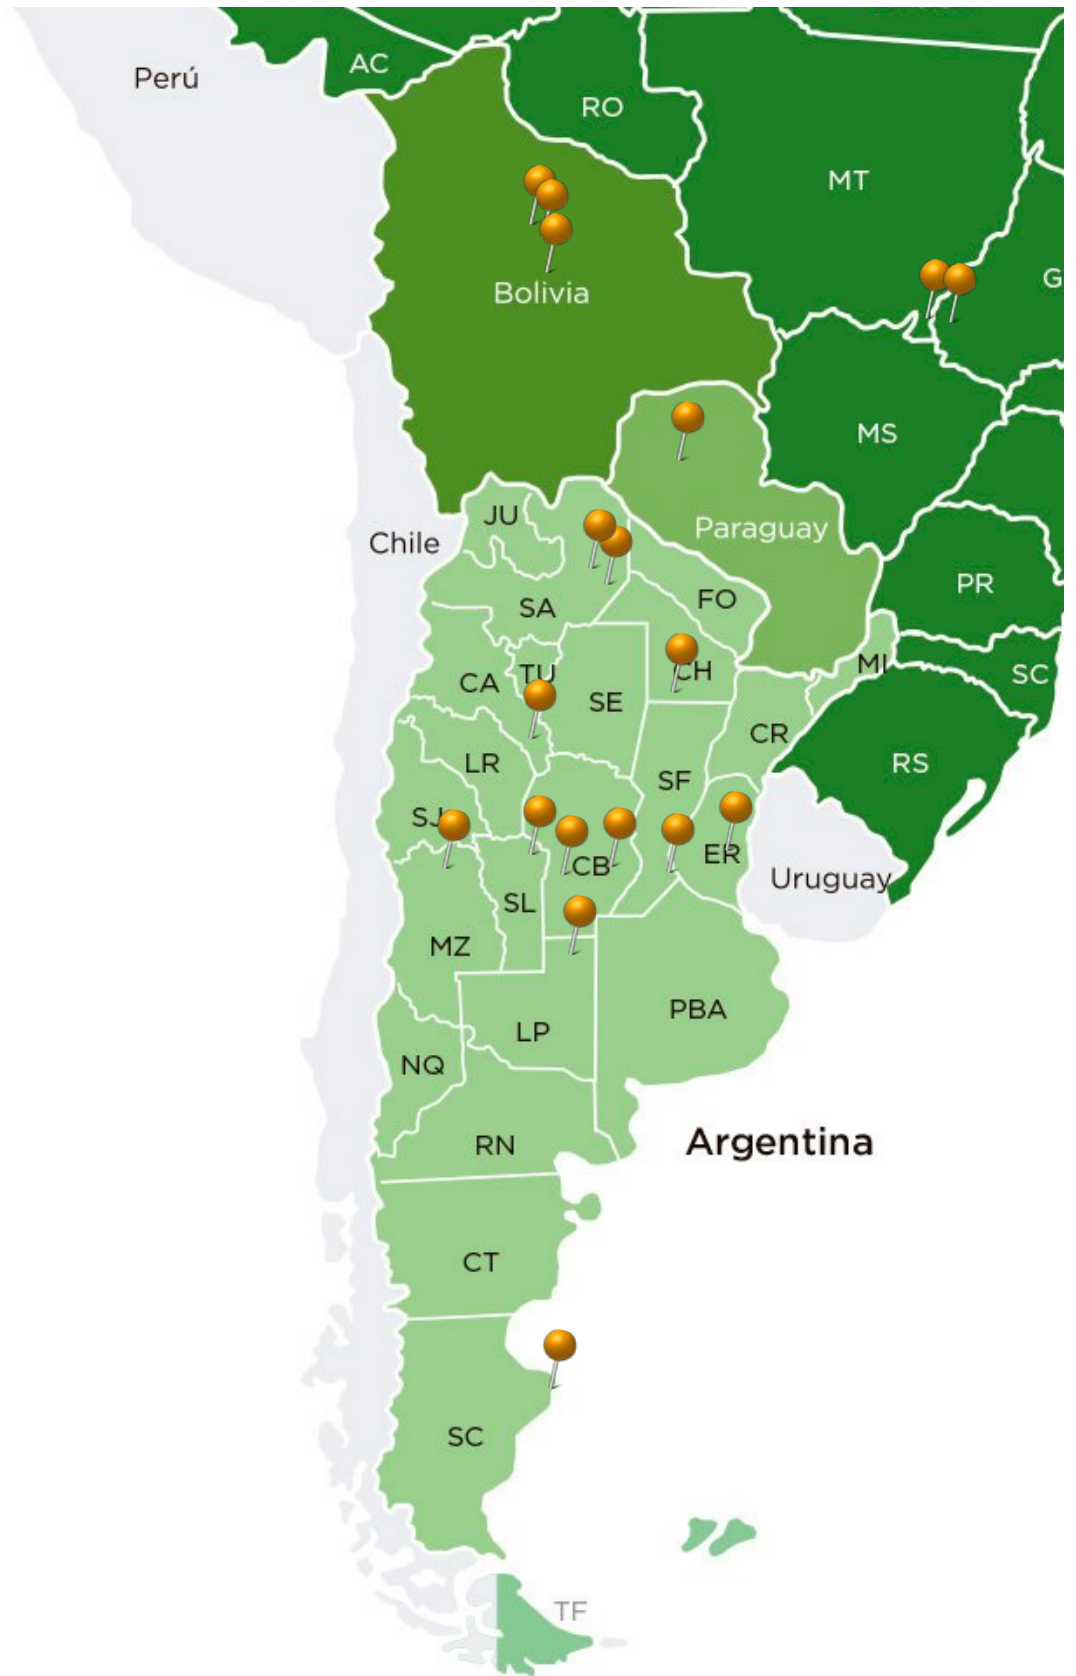 AC
Perú
RO
MT
G
Bolivia
MS
JU
Paraguay
Chile
PR
FO
SA
MI
CH
TU
SC
CA
SE
CR
LR
RS
SF
SJ
ER
CB
Uruguay
SL
MZ
PBA
LP
NQ
Argentina
RN
CT
SC
TF